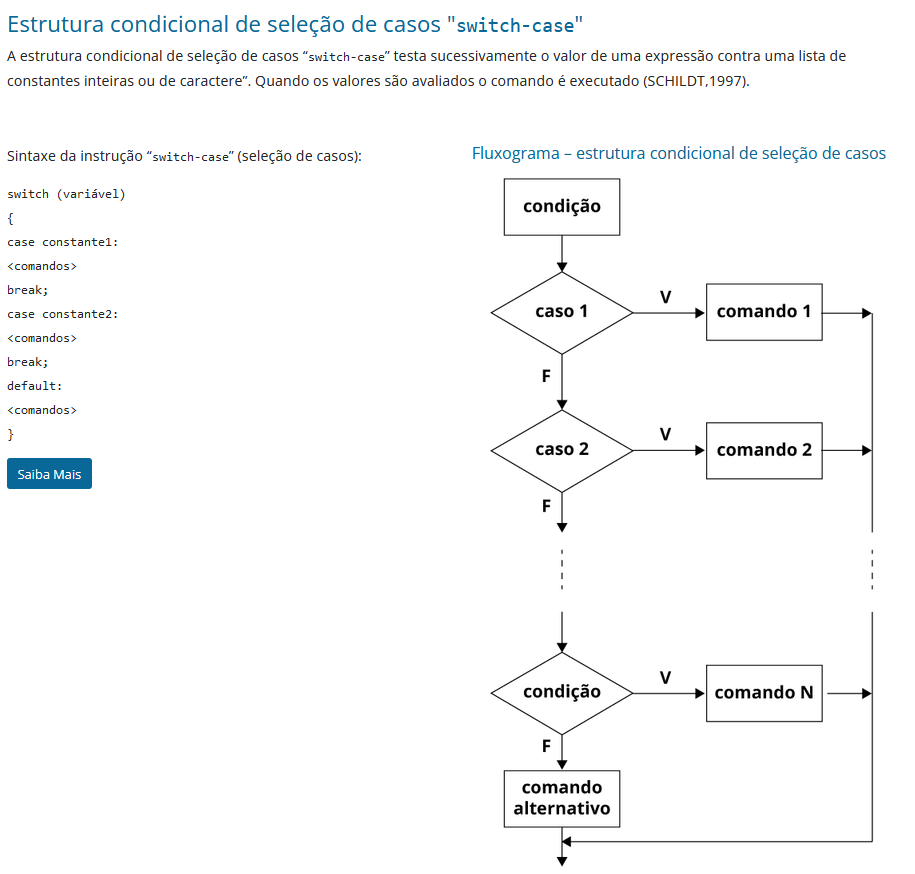 Estrutura condicional de seleção de casos "switch-case"
A estrutura condicional de seleção de casos “switch-case” testa sucessivamente o valor de uma expressão contra uma lista de
constantes inteiras ou de caractere”. Quando os valores são avaliados o comando é executado (SCHILDT,1997).
Sintaxe da instrução “switch-case” (seleção de casos):
switch (variável)
{
case constante1:
<comandos>
break;
case constante2:
<comandos>
break;
default:
<comandos>
}
Saiba Mais
Fluxograma – estrutura condicional de seleção de casos
condição
caso 1
V
comando 1
F
caso 2
V
comando 2
F
condição
V
comando N
F
comando
alternativo